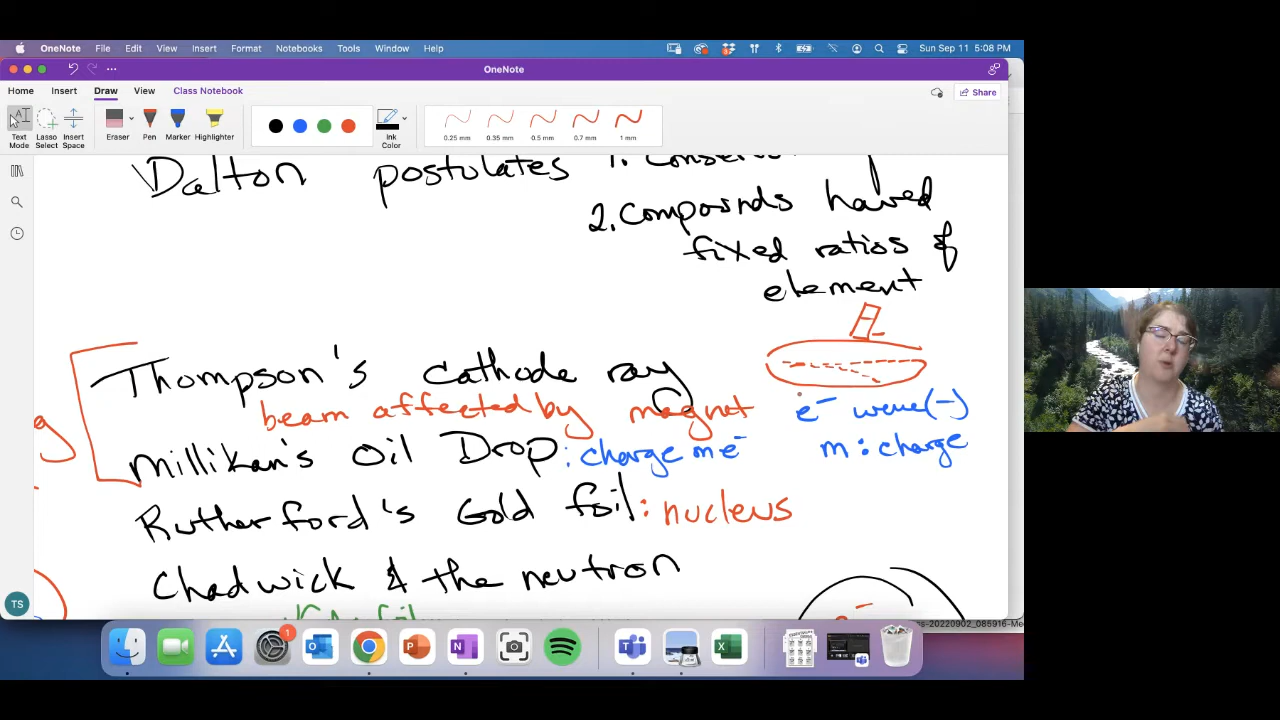 OneNote File Edit View Insert Format Notebooks Tools Window Help Sun Sep 11 5:08 PM
OneNote
Home Insert Draw View Class Notebook Share
Text Mode Lasso Select Insert Space Eraser Pen Marker Highlighter Ink Color 0.25 mm 0.35 mm 0.5 mm 0.7 mm 1 mm
Dalton postulates 1.
2. Compounds haved
fixed ratios of
element
Thompson's cathode ray
beam affected by magnet e⁻ were (-)
Millikan's Oil Drop : charge m e⁻ m : charge
Rutherford's Gold foil : nucleus
Chadwick & the neutron
e⁻
TS
1